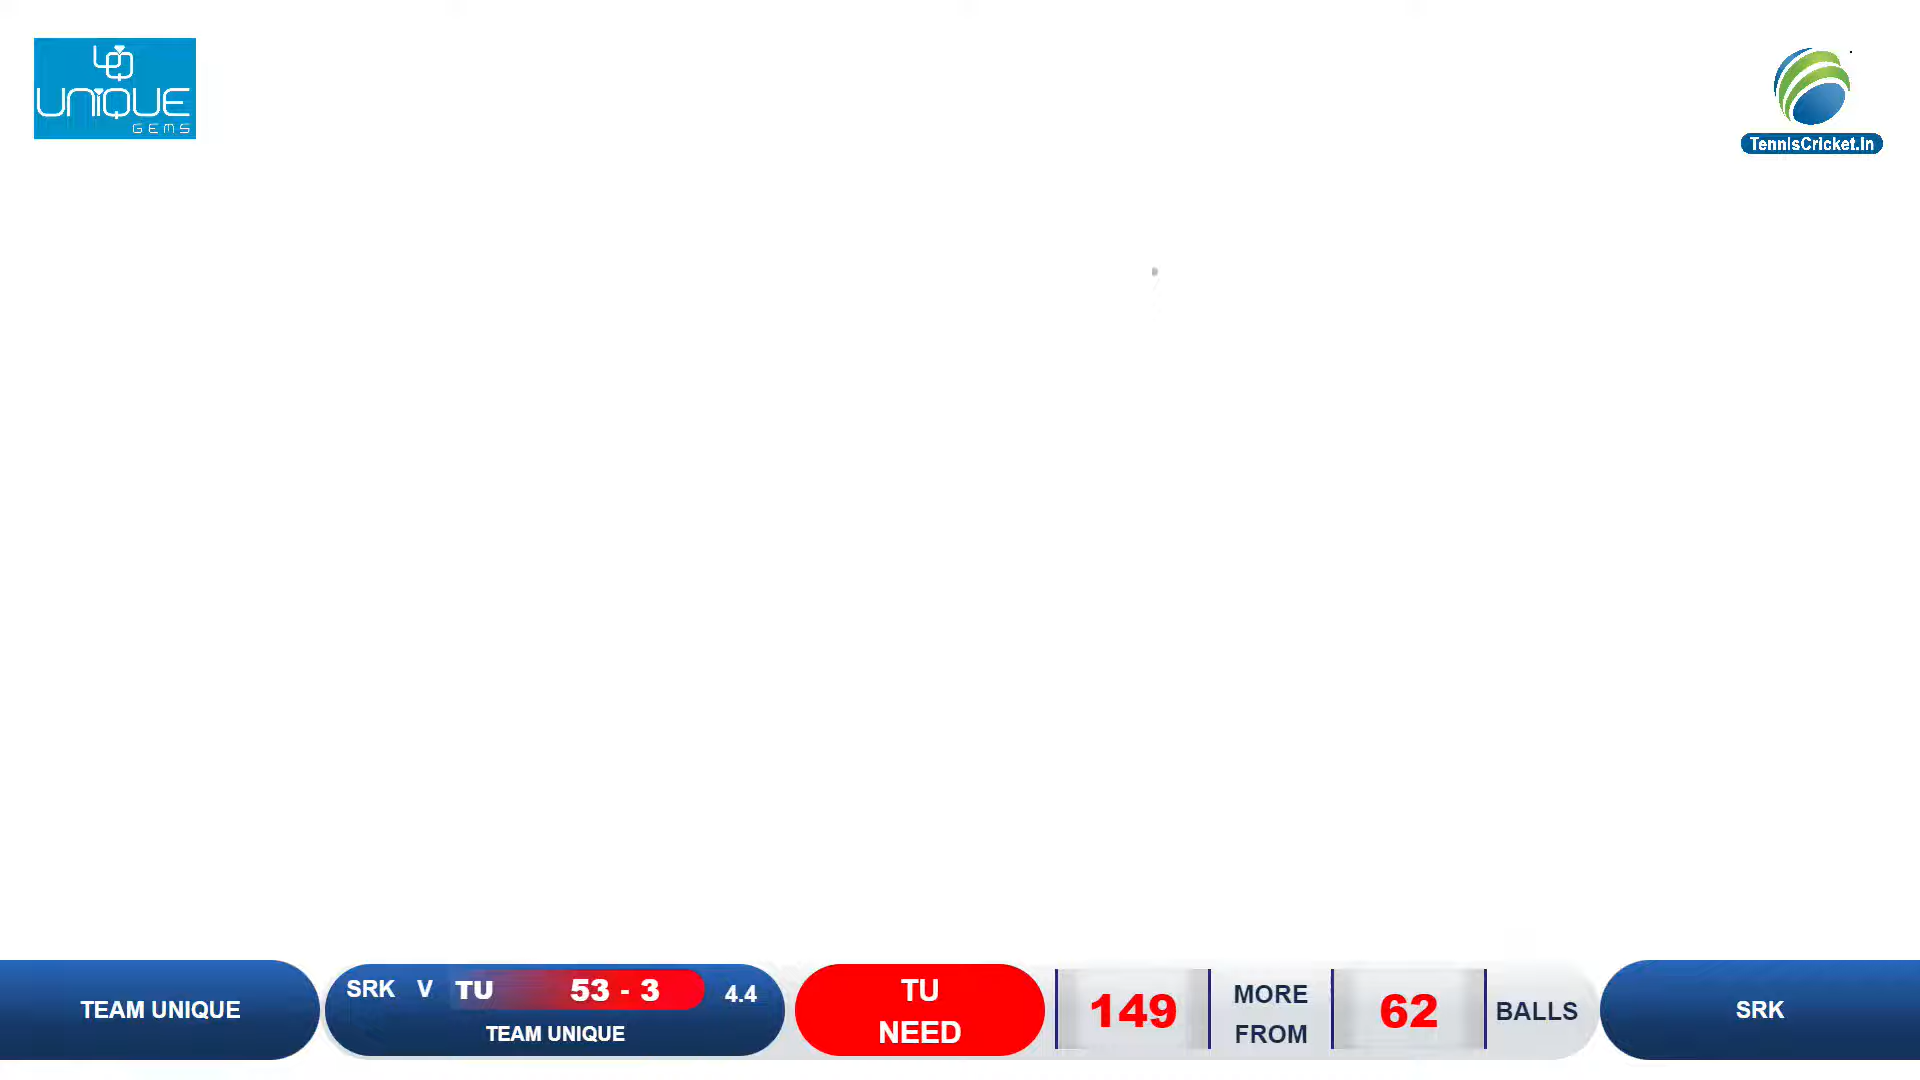 UNIQUE
GEMS
TennisCricket.in
TEAM UNIQUE
SRK V TU 53 - 3 4.4
TEAM UNIQUE
TU
NEED
149
MORE
FROM
62
BALLS
SRK